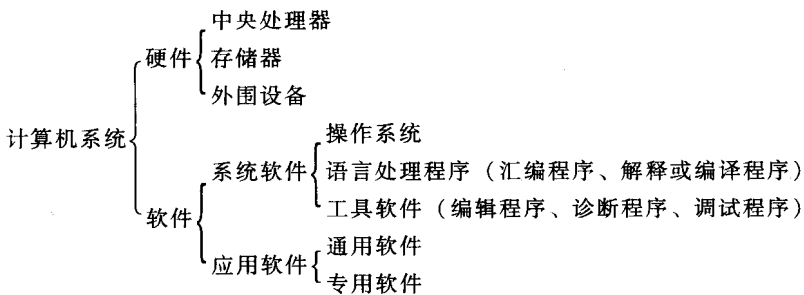 中央处理器
硬件
存储器
外围设备
计算机系统
操作系统
系统软件
语言处理程序（汇编程序、解释或编译程序）
工具软件（编辑程序、诊断程序、调试程序）
软件
通用软件
应用软件
专用软件